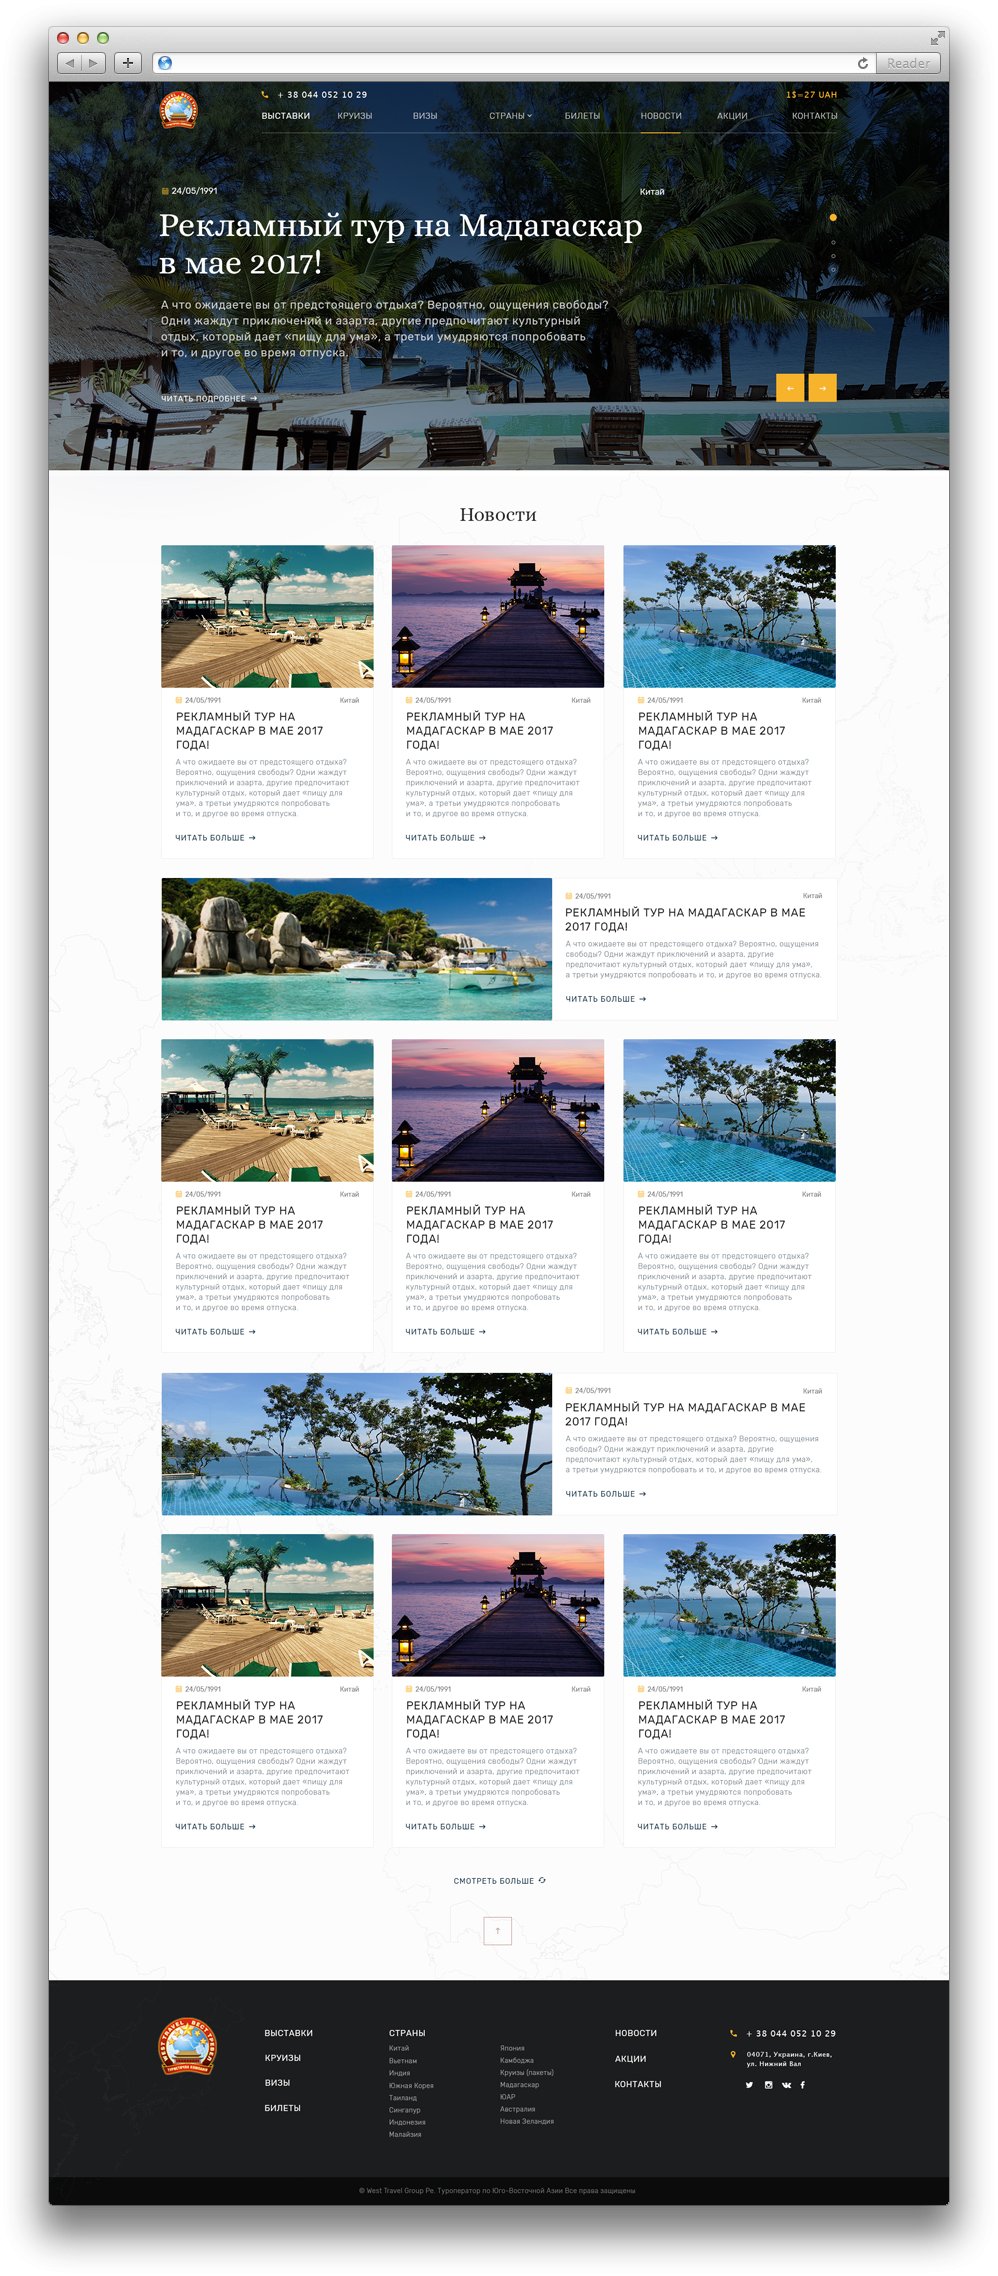 Reader
+ 38 044 052 10 29
1$=27 UAH
ВЫСТАВКИ КРУИЗЫ ВИЗЫ СТРАНЫ БИЛЕТЫ НОВОСТИ АКЦИИ КОНТАКТЫ
24/05/1991 Китай
Рекламный тур на Мадагаскар
в мае 2017!
А что ожидаете вы от предстоящего отдыха? Вероятно, ощущения свободы?
Одни жаждут приключений и азарта, другие предпочитают культурный
отдых, который дает «пищу для ума», а третьи умудряются попробовать
и то, и другое во время отпуска.
← →
ЧИТАТЬ ПОДРОБНЕЕ →
Новости
24/05/1991 Китай
РЕКЛАМНЫЙ ТУР НА
МАДАГАСКАР В МАЕ 2017
ГОДА!
А что ожидаете вы от предстоящего отдыха?
Вероятно, ощущения свободы? Одни жаждут
приключений и азарта, другие предпочитают
культурный отдых, который дает «пищу для
ума», а третьи умудряются попробовать
и то, и другое во время отпуска.
ЧИТАТЬ БОЛЬШЕ →
24/05/1991 Китай
РЕКЛАМНЫЙ ТУР НА
МАДАГАСКАР В МАЕ 2017
ГОДА!
А что ожидаете вы от предстоящего отдыха?
Вероятно, ощущения свободы? Одни жаждут
приключений и азарта, другие предпочитают
культурный отдых, который дает «пищу для
ума», а третьи умудряются попробовать
и то, и другое во время отпуска.
ЧИТАТЬ БОЛЬШЕ →
24/05/1991 Китай
РЕКЛАМНЫЙ ТУР НА
МАДАГАСКАР В МАЕ 2017
ГОДА!
А что ожидаете вы от предстоящего отдыха?
Вероятно, ощущения свободы? Одни жаждут
приключений и азарта, другие предпочитают
культурный отдых, который дает «пищу для
ума», а третьи умудряются попробовать
и то, и другое во время отпуска.
ЧИТАТЬ БОЛЬШЕ →
24/05/1991 Китай
РЕКЛАМНЫЙ ТУР НА МАДАГАСКАР В МАЕ
2017 ГОДА!
А что ожидаете вы от предстоящего отдыха? Вероятно, ощущения
свободы? Одни жаждут приключений и азарта, другие
предпочитают культурный отдых, который дает «пищу для ума»,
а третьи умудряются попробовать и то, и другое во время отпуска.
ЧИТАТЬ БОЛЬШЕ →
24/05/1991 Китай
РЕКЛАМНЫЙ ТУР НА
МАДАГАСКАР В МАЕ 2017
ГОДА!
А что ожидаете вы от предстоящего отдыха?
Вероятно, ощущения свободы? Одни жаждут
приключений и азарта, другие предпочитают
культурный отдых, который дает «пищу для
ума», а третьи умудряются попробовать
и то, и другое во время отпуска.
ЧИТАТЬ БОЛЬШЕ →
24/05/1991 Китай
РЕКЛАМНЫЙ ТУР НА
МАДАГАСКАР В МАЕ 2017
ГОДА!
А что ожидаете вы от предстоящего отдыха?
Вероятно, ощущения свободы? Одни жаждут
приключений и азарта, другие предпочитают
культурный отдых, который дает «пищу для
ума», а третьи умудряются попробовать
и то, и другое во время отпуска.
ЧИТАТЬ БОЛЬШЕ →
24/05/1991 Китай
РЕКЛАМНЫЙ ТУР НА
МАДАГАСКАР В МАЕ 2017
ГОДА!
А что ожидаете вы от предстоящего отдыха?
Вероятно, ощущения свободы? Одни жаждут
приключений и азарта, другие предпочитают
культурный отдых, который дает «пищу для
ума», а третьи умудряются попробовать
и то, и другое во время отпуска.
ЧИТАТЬ БОЛЬШЕ →
24/05/1991 Китай
РЕКЛАМНЫЙ ТУР НА МАДАГАСКАР В МАЕ
2017 ГОДА!
А что ожидаете вы от предстоящего отдыха? Вероятно, ощущения
свободы? Одни жаждут приключений и азарта, другие
предпочитают культурный отдых, который дает «пищу для ума»,
а третьи умудряются попробовать и то, и другое во время отпуска.
ЧИТАТЬ БОЛЬШЕ →
24/05/1991 Китай
РЕКЛАМНЫЙ ТУР НА
МАДАГАСКАР В МАЕ 2017
ГОДА!
А что ожидаете вы от предстоящего отдыха?
Вероятно, ощущения свободы? Одни жаждут
приключений и азарта, другие предпочитают
культурный отдых, который дает «пищу для
ума», а третьи умудряются попробовать
и то, и другое во время отпуска.
ЧИТАТЬ БОЛЬШЕ →
24/05/1991 Китай
РЕКЛАМНЫЙ ТУР НА
МАДАГАСКАР В МАЕ 2017
ГОДА!
А что ожидаете вы от предстоящего отдыха?
Вероятно, ощущения свободы? Одни жаждут
приключений и азарта, другие предпочитают
культурный отдых, который дает «пищу для
ума», а третьи умудряются попробовать
и то, и другое во время отпуска.
ЧИТАТЬ БОЛЬШЕ →
24/05/1991 Китай
РЕКЛАМНЫЙ ТУР НА
МАДАГАСКАР В МАЕ 2017
ГОДА!
А что ожидаете вы от предстоящего отдыха?
Вероятно, ощущения свободы? Одни жаждут
приключений и азарта, другие предпочитают
культурный отдых, который дает «пищу для
ума», а третьи умудряются попробовать
и то, и другое во время отпуска.
ЧИТАТЬ БОЛЬШЕ →
СМОТРЕТЬ БОЛЬШЕ
↑
WEST TRAVEL ВЕСТ ТРЕВЕЛ
ВЫСТАВКИ
КРУИЗЫ
ВИЗЫ
БИЛЕТЫ
СТРАНЫ
Китай
Вьетнам
Индия
Южная Корея
Таиланд
Сингапур
Индонезия
Малайзия
Япония
Камбоджа
Круизы (пакеты)
Мадагаскар
ЮАР
Австралия
Новая Зеландия
НОВОСТИ
АКЦИИ
КОНТАКТЫ
+ 38 044 052 10 29
04071, Украина, г.Киев,
ул. Нижний Вал
© West Travel Group Pe. Туроператор по Юго-Восточной Азии Все права защищены